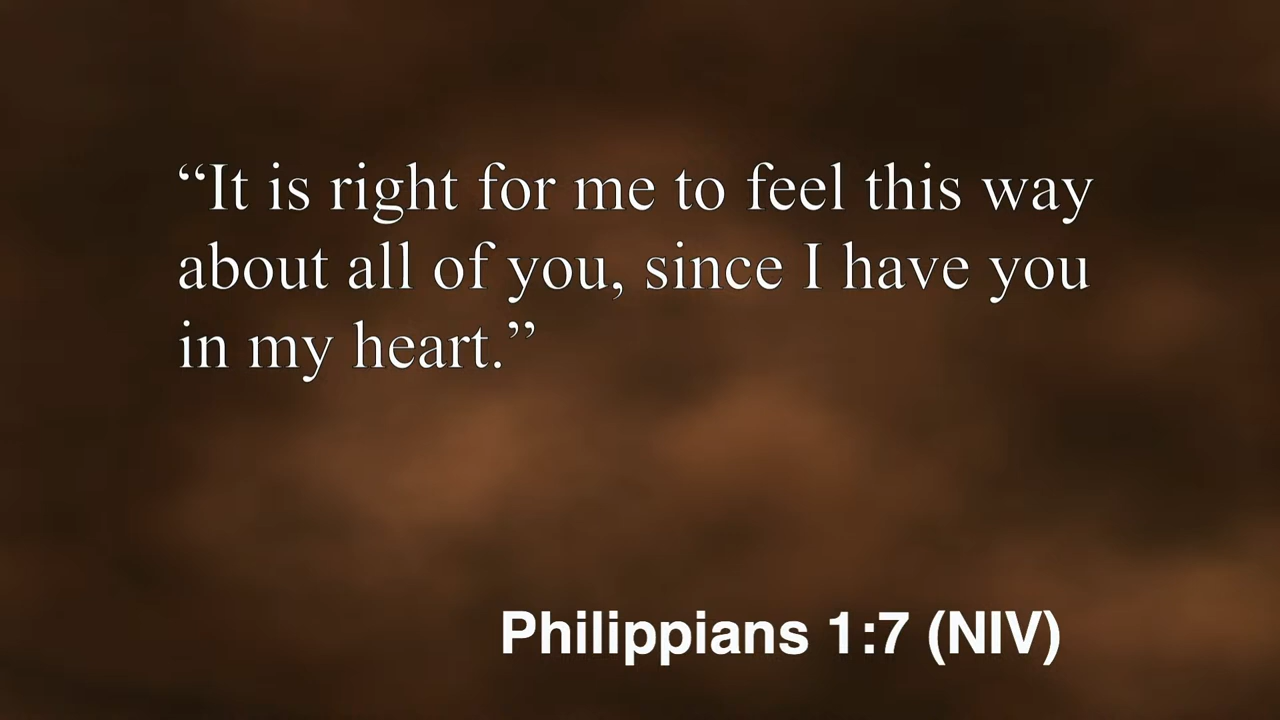 “It is right for me to feel this way
about all of you, since I have you
in my heart.”
Philippians 1:7 (NIV)